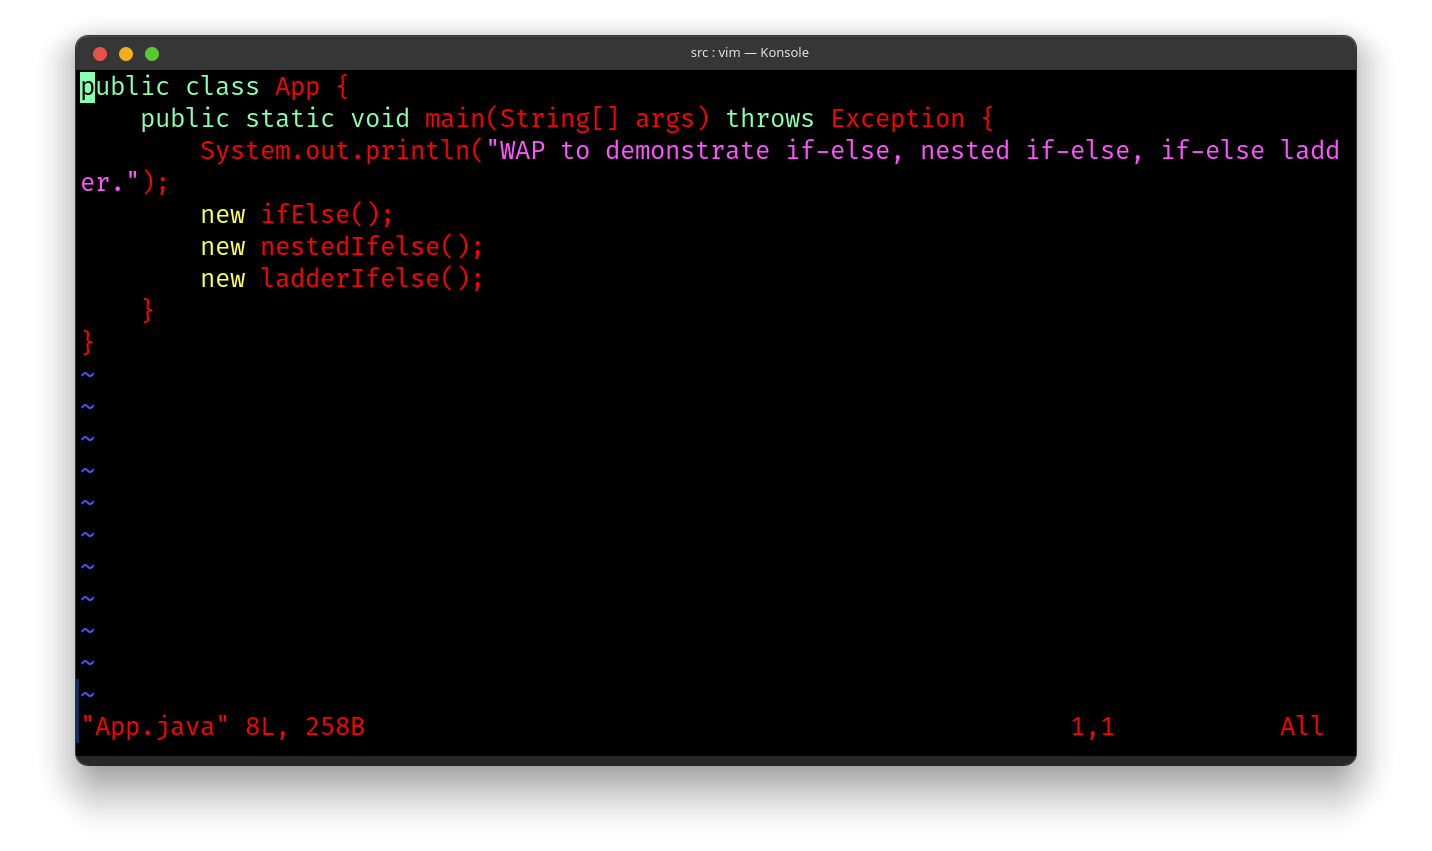 src : vim — Konsole
public class App {
    public static void main(String[] args) throws Exception {
        System.out.println("WAP to demonstrate if-else, nested if-else, if-else ladd
er.");
        new ifElse();
        new nestedIfelse();
        new ladderIfelse();
    }
}
~
~
~
~
~
~
~
~
~
~
~
"App.java" 8L, 258B 1,1 All